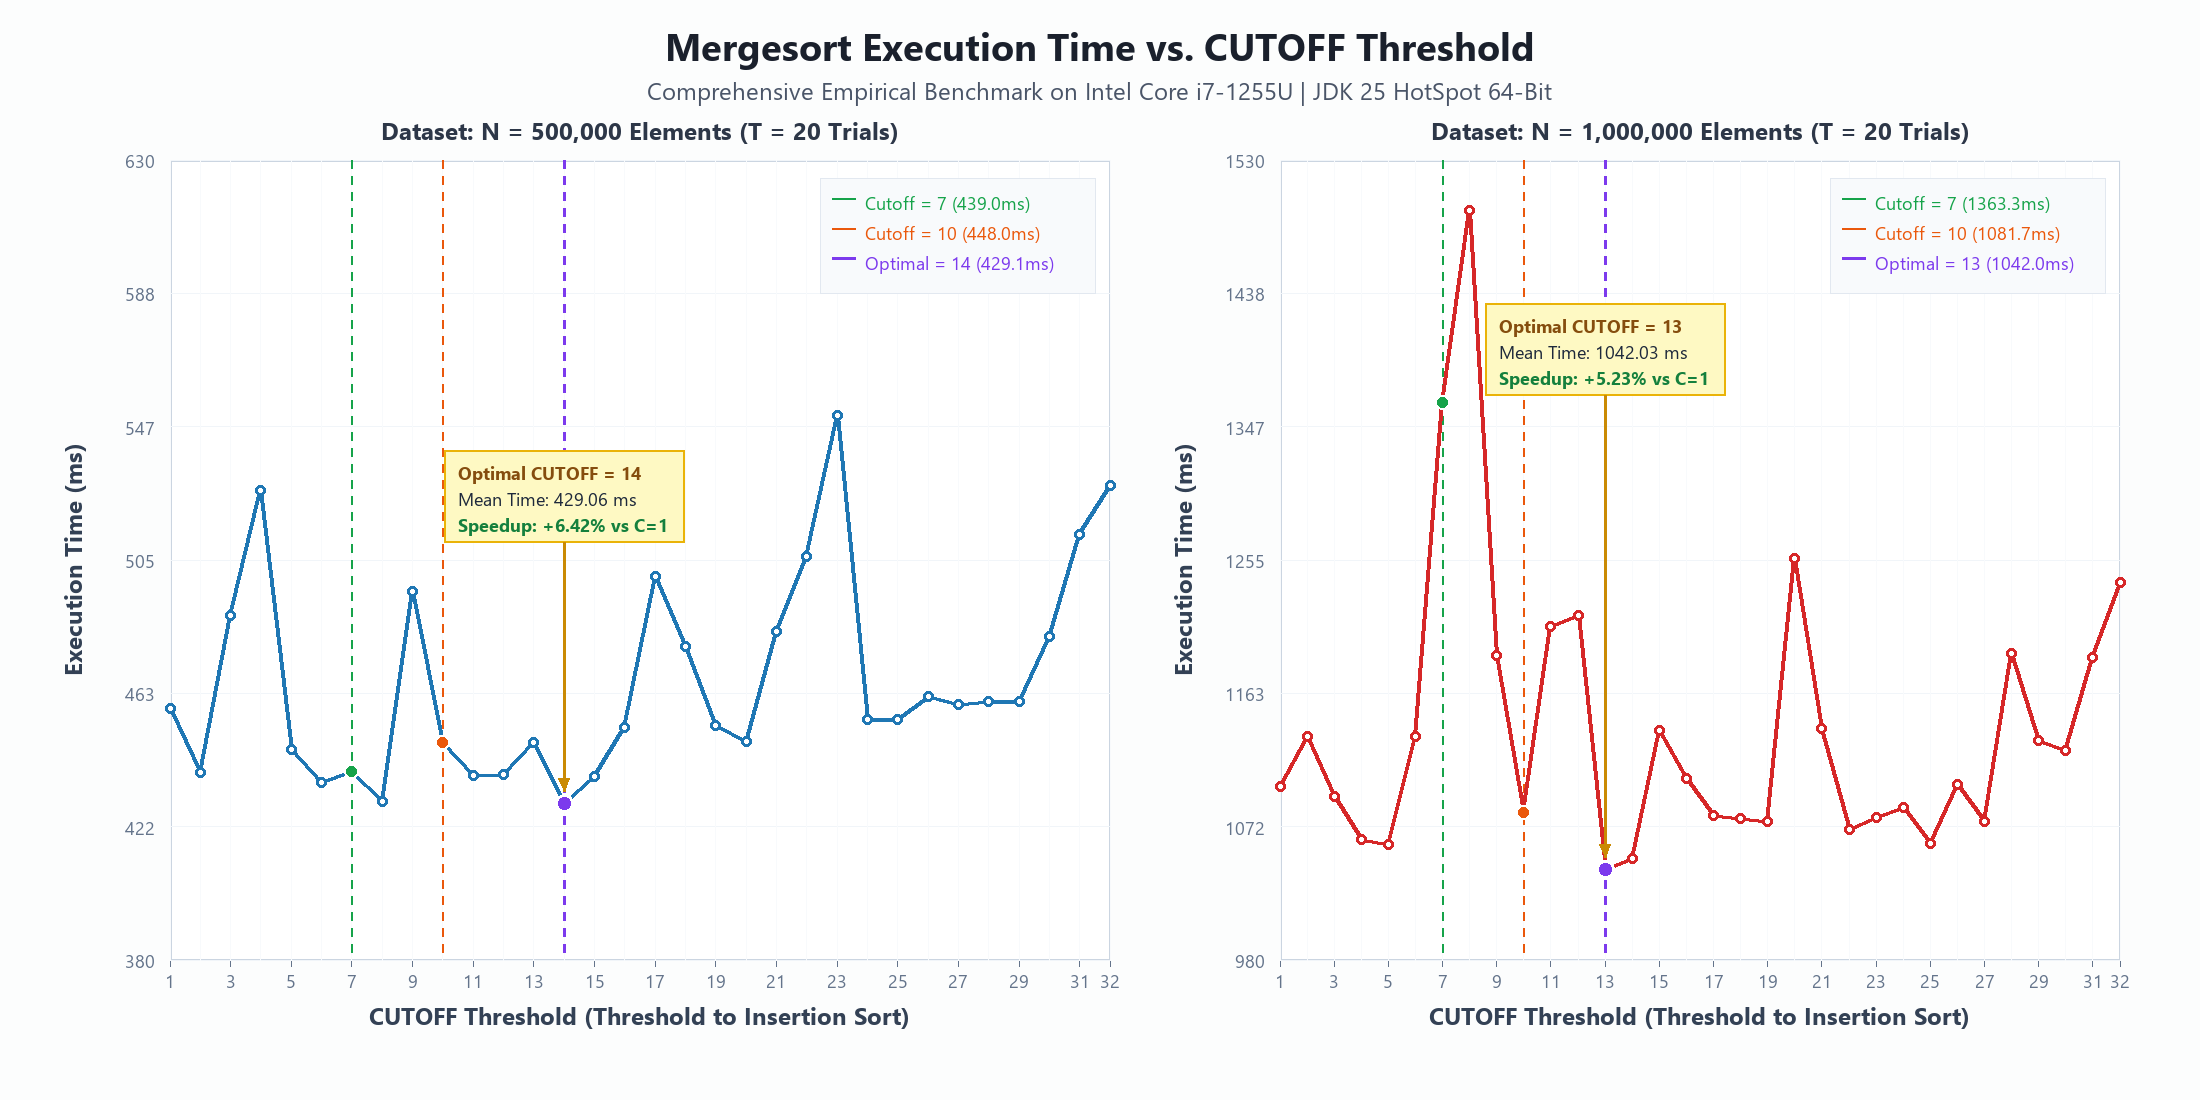 Mergesort Execution Time vs. CUTOFF Threshold
Comprehensive Empirical Benchmark on Intel Core i7-1255U | JDK 25 HotSpot 64-Bit
Dataset: N = 500,000 Elements (T = 20 Trials)
630
588
547
505
463
422
380
Execution Time (ms)
Cutoff = 7 (439.0ms)
Cutoff = 10 (448.0ms)
Optimal = 14 (429.1ms)
Optimal CUTOFF = 14
Mean Time: 429.06 ms
Speedup: +6.42% vs C=1
1 3 5 7 9 11 13 15 17 19 21 23 25 27 29 31 32
CUTOFF Threshold (Threshold to Insertion Sort)
Dataset: N = 1,000,000 Elements (T = 20 Trials)
1530
1438
1347
1255
1163
1072
980
Execution Time (ms)
Cutoff = 7 (1363.3ms)
Cutoff = 10 (1081.7ms)
Optimal = 13 (1042.0ms)
Optimal CUTOFF = 13
Mean Time: 1042.03 ms
Speedup: +5.23% vs C=1
1 3 5 7 9 11 13 15 17 19 21 23 25 27 29 31 32
CUTOFF Threshold (Threshold to Insertion Sort)